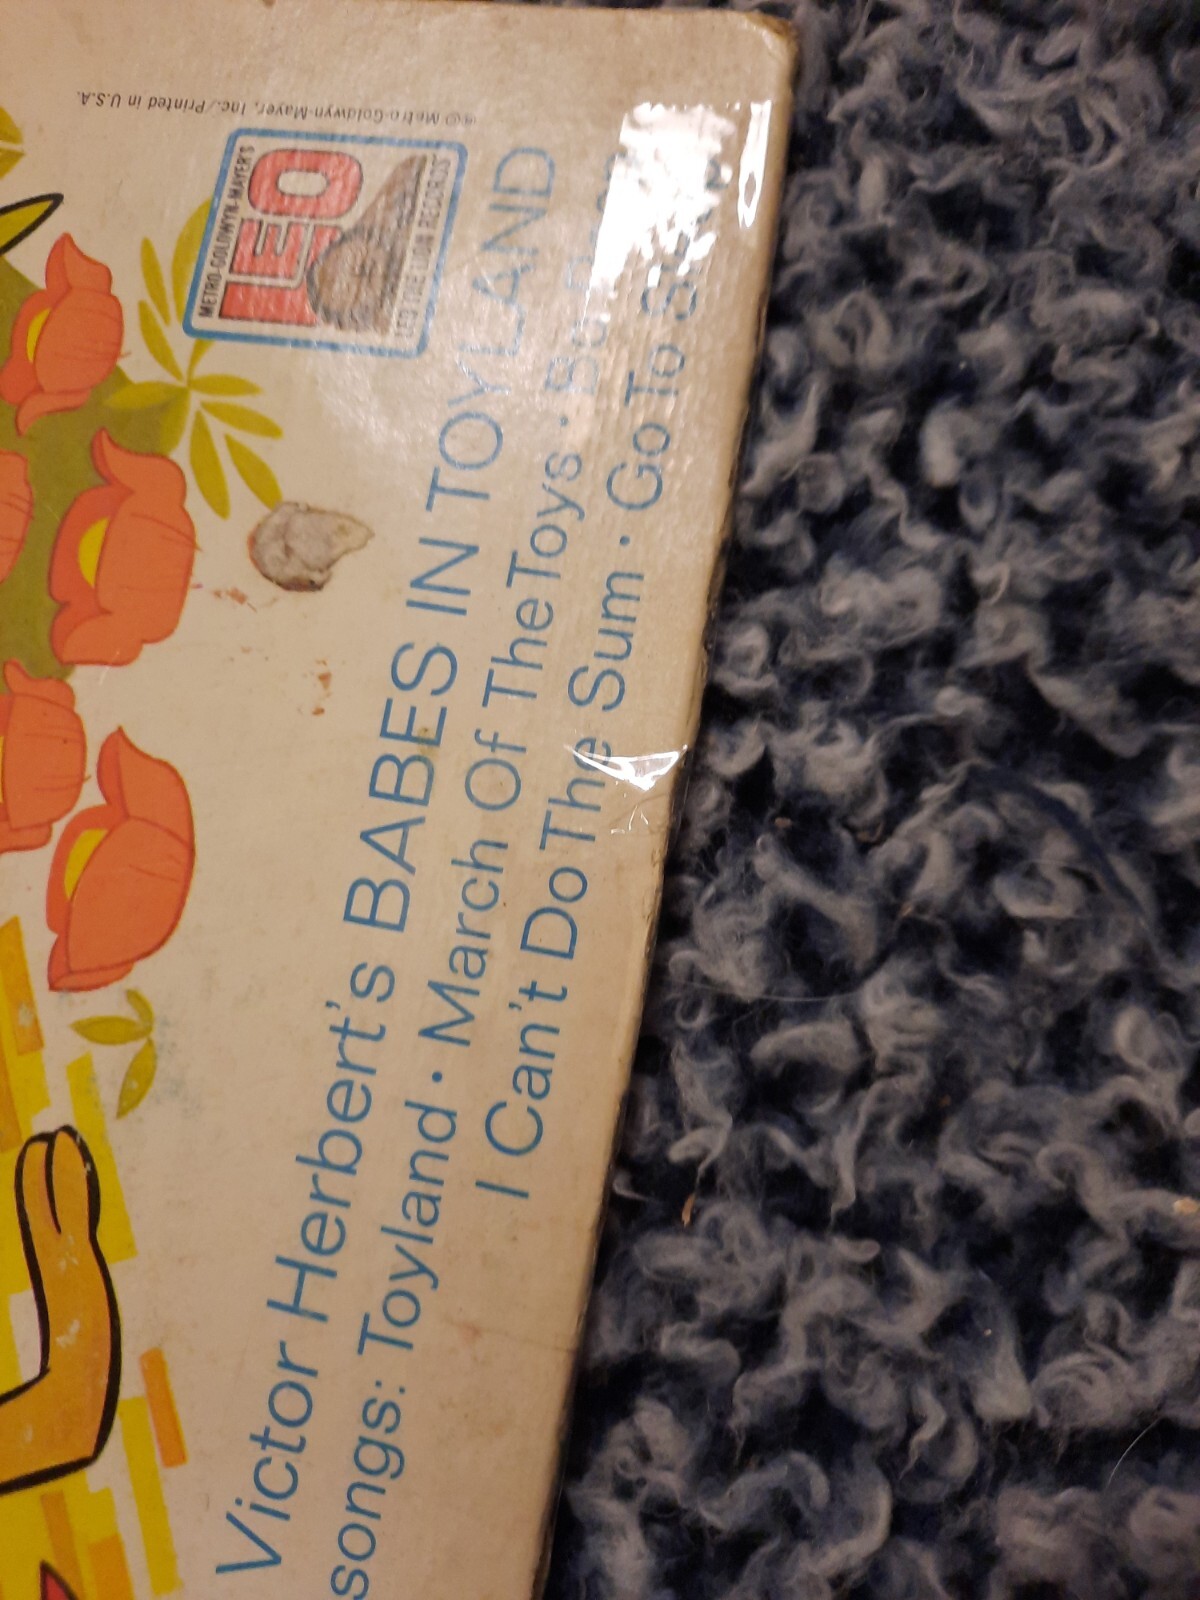 Victor Herbert's BABES IN TOYLAND
songs: Toyland · March Of The Toys ·
I Can't Do The Sum · Go To
METRO-GOLDWYN-MAYER'S
LEO
LEO THE LION RECORDS
© Metro-Goldwyn-Mayer, Inc./Printed in U.S.A.